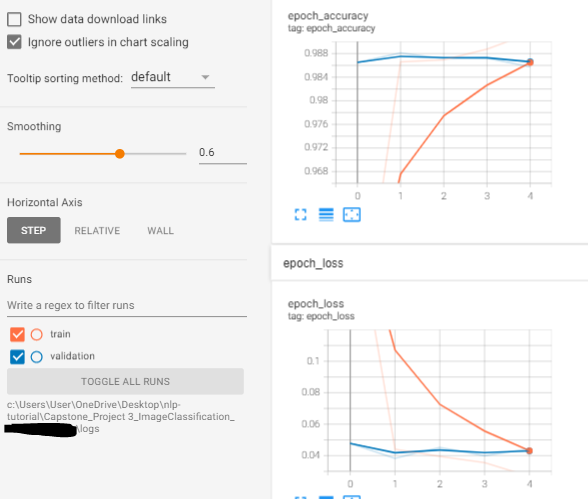 Show data download links
Ignore outliers in chart scaling
Tooltip sorting method: default
Smoothing
0.6
Horizontal Axis
STEP RELATIVE WALL
Runs
Write a regex to filter runs
train
validation
TOGGLE ALL RUNS
c:\Users\User\OneDrive\Desktop\nlp-
tutorial\Capstone_Project 3_ImageClassification_
\logs
epoch_accuracy
tag: epoch_accuracy
0.988
0.984
0.98
0.976
0.972
0.968
0 1 2 3 4
epoch_loss
epoch_loss
tag: epoch_loss
0.1
0.08
0.06
0.04
0 1 2 3 4